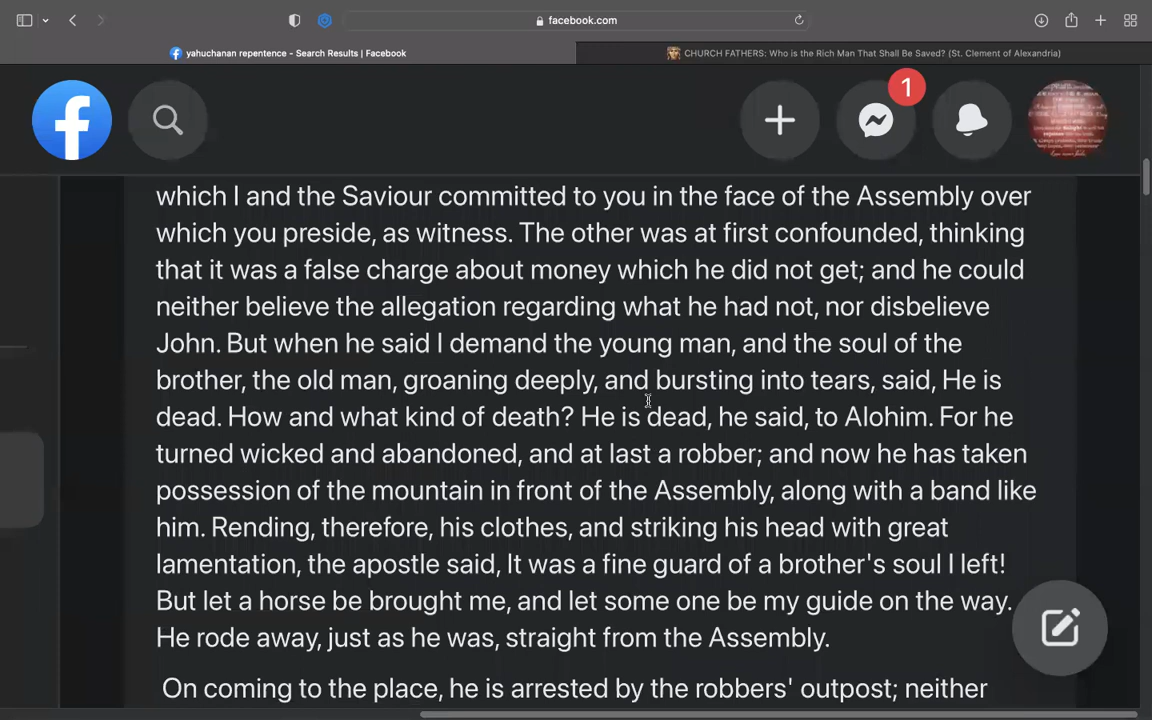 facebook.com
yahuchanan repentence - Search Results | Facebook
CHURCH FATHERS: Who is the Rich Man That Shall Be Saved? (St. Clement of Alexandria)
1
which I and the Saviour committed to you in the face of the Assembly over
which you preside, as witness. The other was at first confounded, thinking
that it was a false charge about money which he did not get; and he could
neither believe the allegation regarding what he had not, nor disbelieve
John. But when he said I demand the young man, and the soul of the
brother, the old man, groaning deeply, and bursting into tears, said, He is
dead. How and what kind of death? He is dead, he said, to Alohim. For he
turned wicked and abandoned, and at last a robber; and now he has taken
possession of the mountain in front of the Assembly, along with a band like
him. Rending, therefore, his clothes, and striking his head with great
lamentation, the apostle said, It was a fine guard of a brother's soul I left!
But let a horse be brought me, and let some one be my guide on the way.
He rode away, just as he was, straight from the Assembly.
On coming to the place, he is arrested by the robbers' outpost; neither